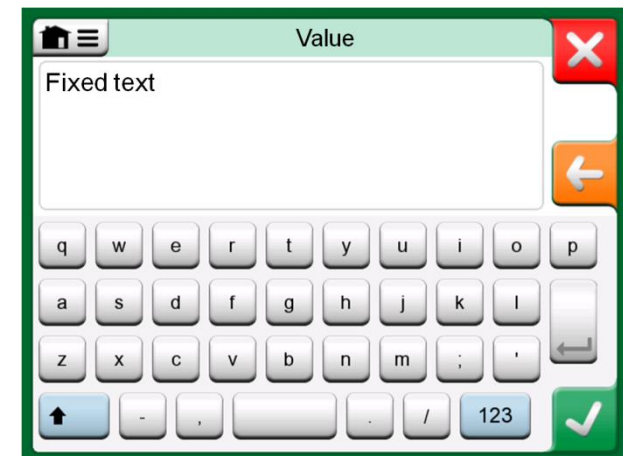 Value
Fixed text
q w e r t y u i o p
a s d f g h j k l
z x c v b n m ; '
- , . / 123